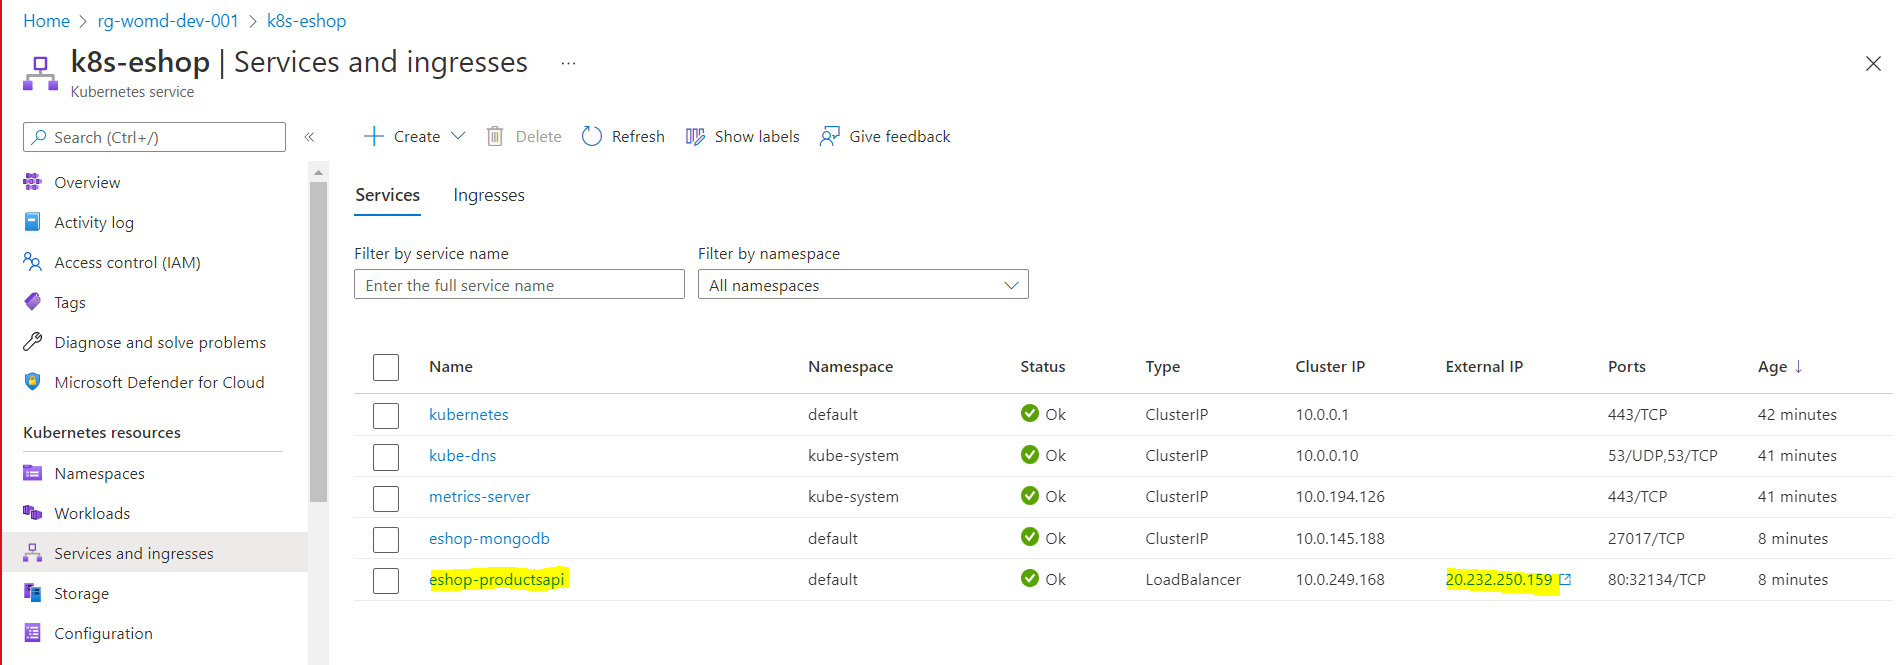 Home > rg-womd-dev-001 > k8s-eshop
k8s-eshop | Services and ingresses ...
Kubernetes service
Search (Ctrl+/)
«
Create
Delete
Refresh
Show labels
Give feedback
Overview
Activity log
Access control (IAM)
Tags
Diagnose and solve problems
Microsoft Defender for Cloud
Kubernetes resources
Namespaces
Workloads
Services and ingresses
Storage
Configuration
Services Ingresses
Filter by service name Filter by namespace
Enter the full service name All namespaces
Name Namespace Status Type Cluster IP External IP Ports Age ↓
kubernetes default Ok ClusterIP 10.0.0.1 443/TCP 42 minutes
kube-dns kube-system Ok ClusterIP 10.0.0.10 53/UDP,53/TCP 41 minutes
metrics-server kube-system Ok ClusterIP 10.0.194.126 443/TCP 41 minutes
eshop-mongodb default Ok ClusterIP 10.0.145.188 27017/TCP 8 minutes
eshop-productsapi default Ok LoadBalancer 10.0.249.168 20.232.250.159 80:32134/TCP 8 minutes